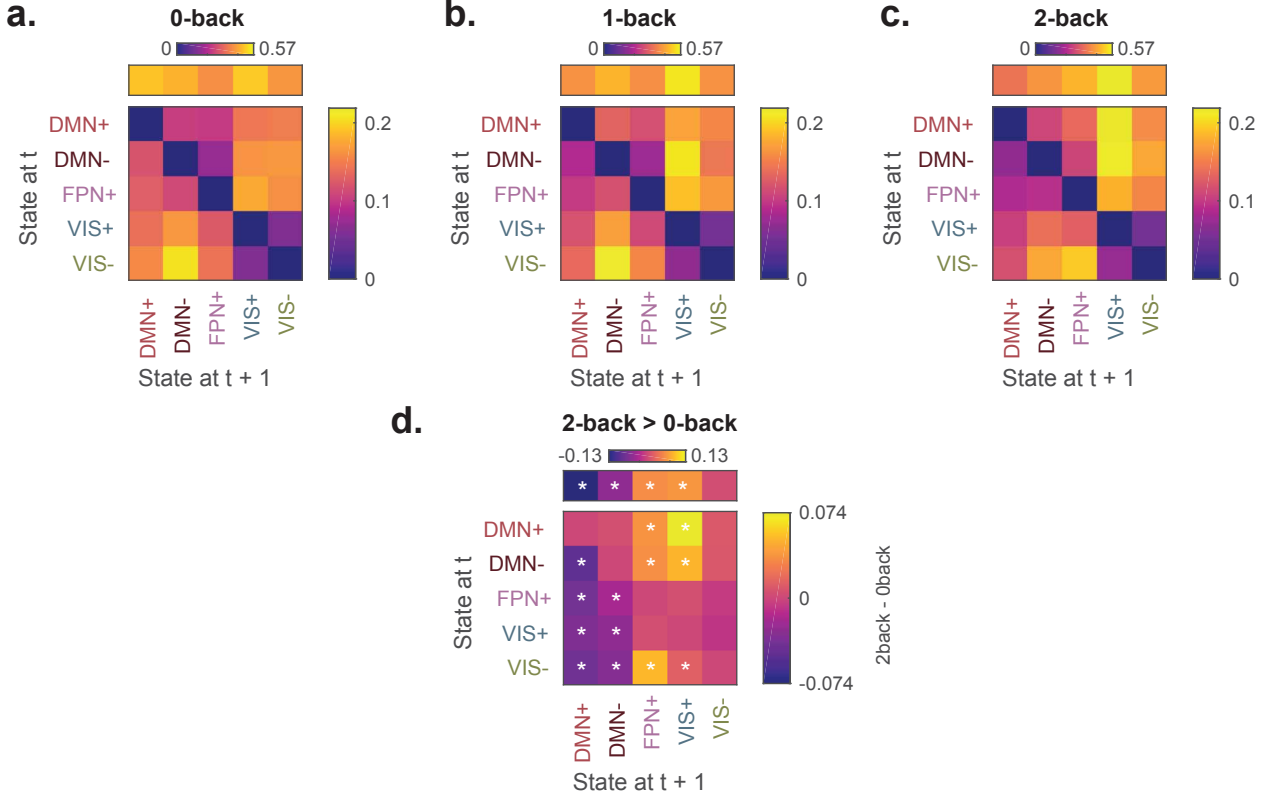 a.
0-back
0 0.57
DMN+
DMN-
FPN+
VIS+
VIS-
State at t
0.2
0.1
0
DMN+ DMN- FPN+ VIS+ VIS-
State at t + 1
b.
1-back
0 0.57
DMN+
DMN-
FPN+
VIS+
VIS-
State at t
0.2
0.1
0
DMN+ DMN- FPN+ VIS+ VIS-
State at t + 1
c.
2-back
0 0.57
DMN+
DMN-
FPN+
VIS+
VIS-
State at t
0.2
0.1
0
DMN+ DMN- FPN+ VIS+ VIS-
State at t + 1
d.
2-back > 0-back
-0.13 0.13
* * * *
DMN+ * *
DMN- * * *
FPN+ * *
VIS+ * *
VIS- * * * *
State at t
0.074
0
-0.074
2back - 0back
DMN+ DMN- FPN+ VIS+ VIS-
State at t + 1